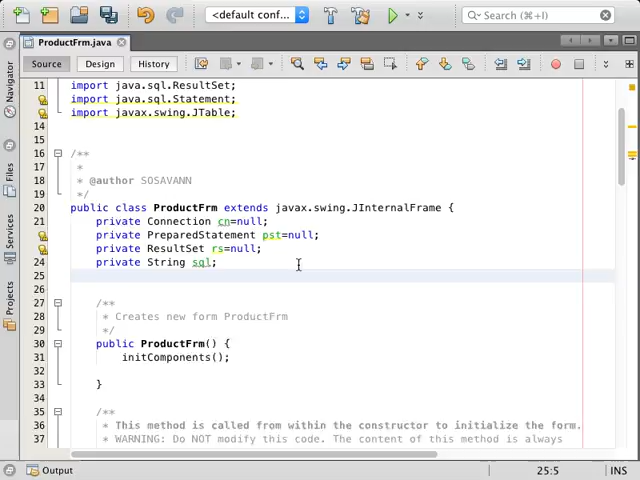 <default conf...
Search (⌘+I)
ProductFrm.java
Source
Design
History
Navigator
Files
Services
Projects
11 import java.sql.ResultSet;
import java.sql.Statement;
import javax.swing.JTable;
14
15
16 /**
17 *
18 * @author SOSAVANN
19 */
20 public class ProductFrm extends javax.swing.JInternalFrame {
21 private Connection cn=null;
private PreparedStatement pst=null;
private ResultSet rs=null;
24 private String sql;
25
26
27 /**
28 * Creates new form ProductFrm
29 */
30 public ProductFrm() {
31 initComponents();
32
33 }
34
35 /**
36 * This method is called from within the constructor to initialize the form.
37 * WARNING: Do NOT modify this code. The content of this method is always
Output
25:5
INS